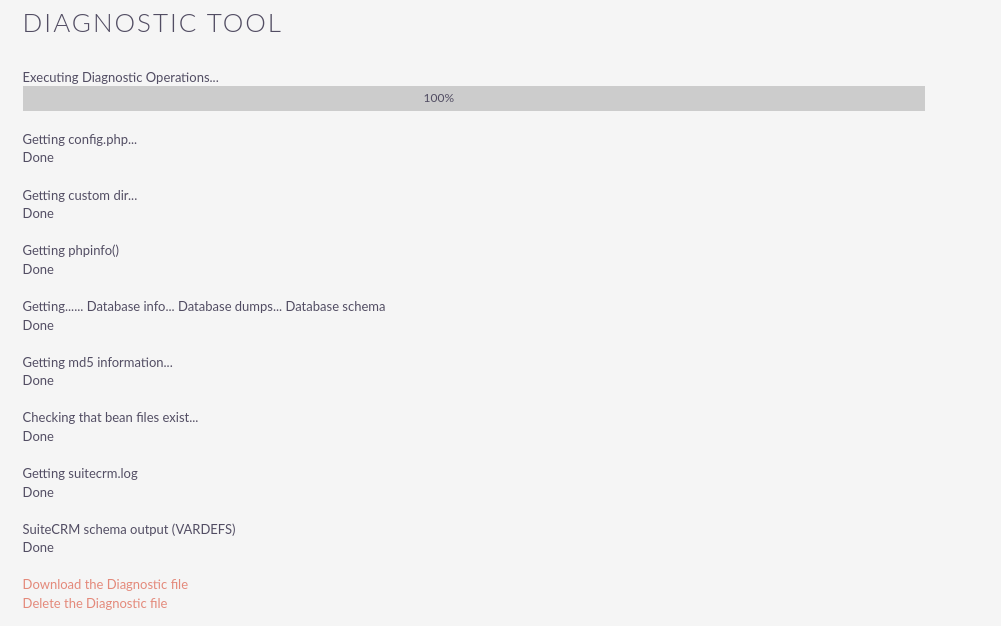 DIAGNOSTIC TOOL
Executing Diagnostic Operations...
100%
Getting config.php...
Done
Getting custom dir...
Done
Getting phpinfo()
Done
Getting...... Database info... Database dumps... Database schema
Done
Getting md5 information...
Done
Checking that bean files exist...
Done
Getting suitecrm.log
Done
SuiteCRM schema output (VARDEFS)
Done
Download the Diagnostic file
Delete the Diagnostic file